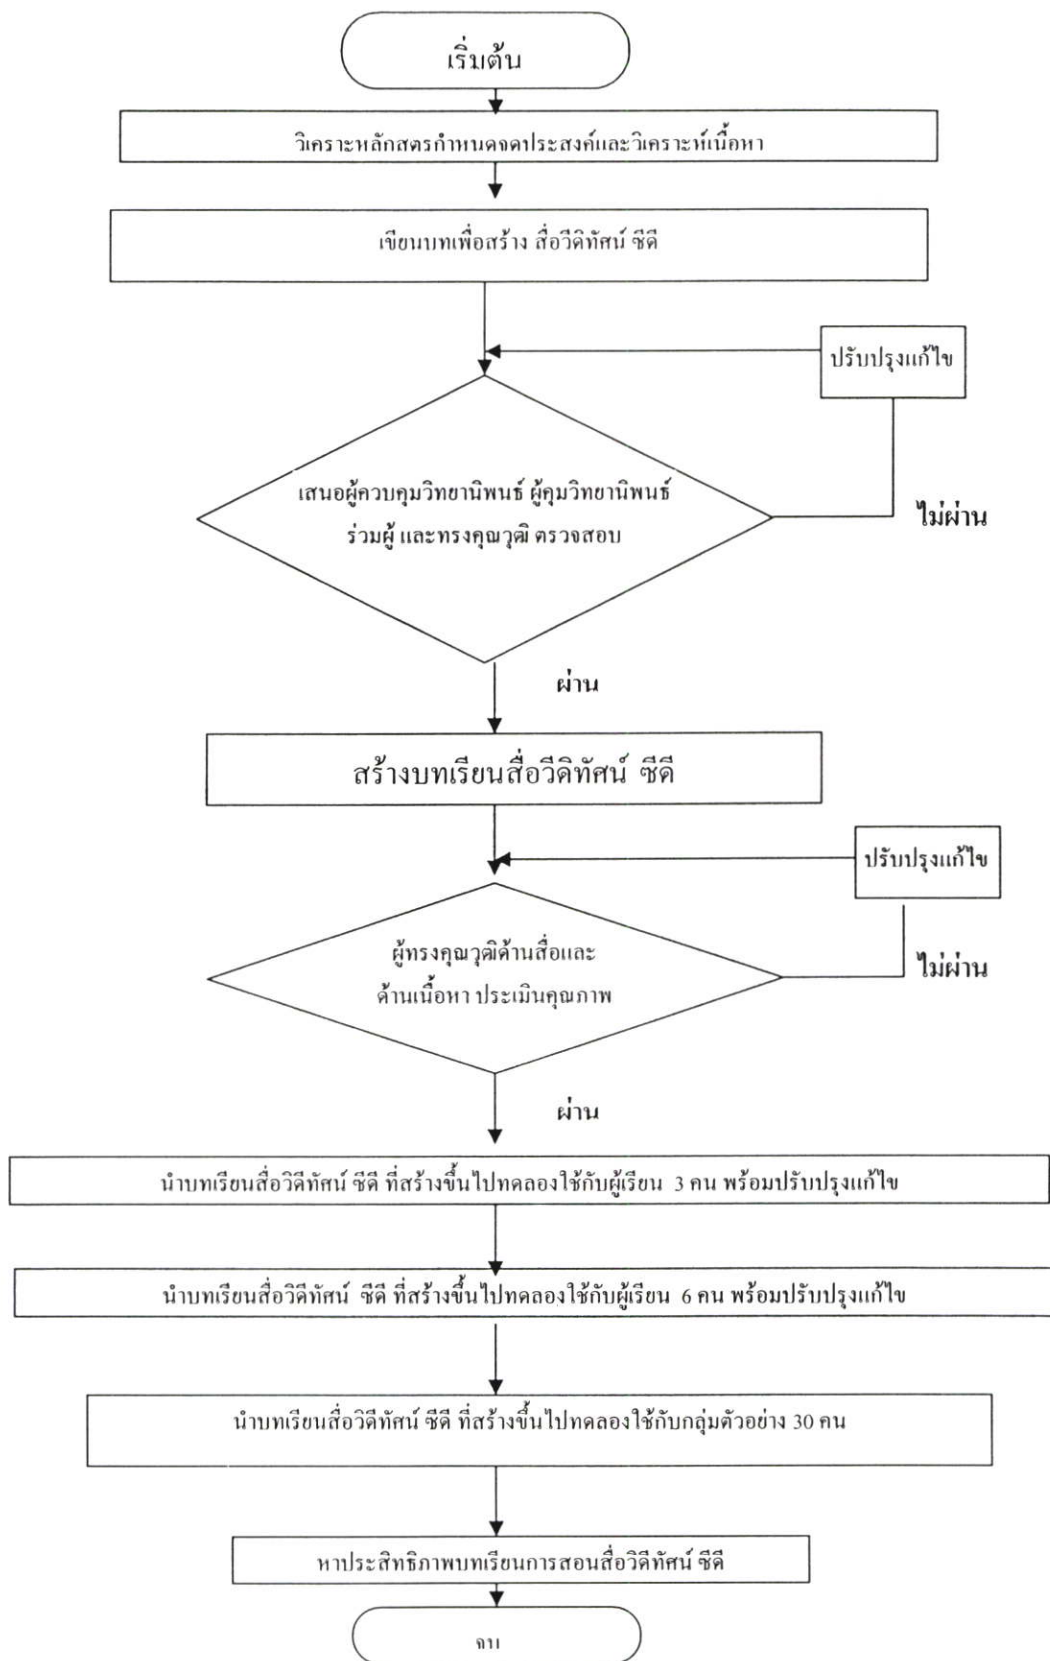 เริ่มต้น
วิเคราะหลักสตรกำหนดจดประสงค์และวิเคราะห์เนื้อหา
เขียนบทเพื่อสร้าง สื่อวีดิทัศน์ ซีดี
ปรับปรุงแก้ไข
เสนอผู้ควบคุมวิทยานิพนธ์ ผู้คุมวิทยานิพนธ์
ร่วมผู้ และทรงคุณวุฒิ ตรวจสอบ
ไม่ผ่าน
ผ่าน
สร้างบทเรียนสื่อวีดิทัศน์ ซีดี
ปรับปรุงแก้ไข
ผู้ทรงคุณวุฒิด้านสื่อและ
ด้านเนื้อหา ประเมินคุณภาพ
ไม่ผ่าน
ผ่าน
นำบทเรียนสื่อวิดีทัศน์ ซีดี ที่สร้างขึ้นไปทดลองใช้กับผู้เรียน 3 คน พร้อมปรับปรุงแก้ไข
นำบทเรียนสื่อวิดีทัศน์ ซีดี ที่สร้างขึ้นไปทดลองใช้กับผู้เรียน 6 คน พร้อมปรับปรุงแก้ไข
นำบทเรียนสื่อวิดีทัศน์ ซีดี ที่สร้างขึ้นไปทดลองใช้กับกลุ่มตัวอย่าง 30 คน
หาประสิทธิภาพบทเรียนการสอนสื่อวิดีทัศน์ ซีดี
จบ